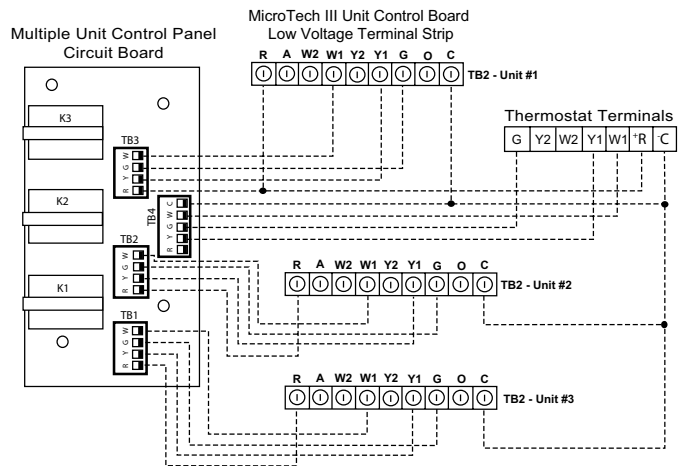 Multiple Unit Control Panel
Circuit Board
MicroTech III Unit Control Board
Low Voltage Terminal Strip
R A W2 W1 Y2 Y1 G O C
TB2 - Unit #1
Thermostat Terminals
G Y2 W2 Y1 W1 +R -C
K3
TB3
W
G
Y
R
K2
TB4
C
W
G
Y
R
TB2
W
G
Y
R
R A W2 W1 Y2 Y1 G O C
TB2 - Unit #2
K1
TB1
W
G
Y
R
R A W2 W1 Y2 Y1 G O C
TB2 - Unit #3